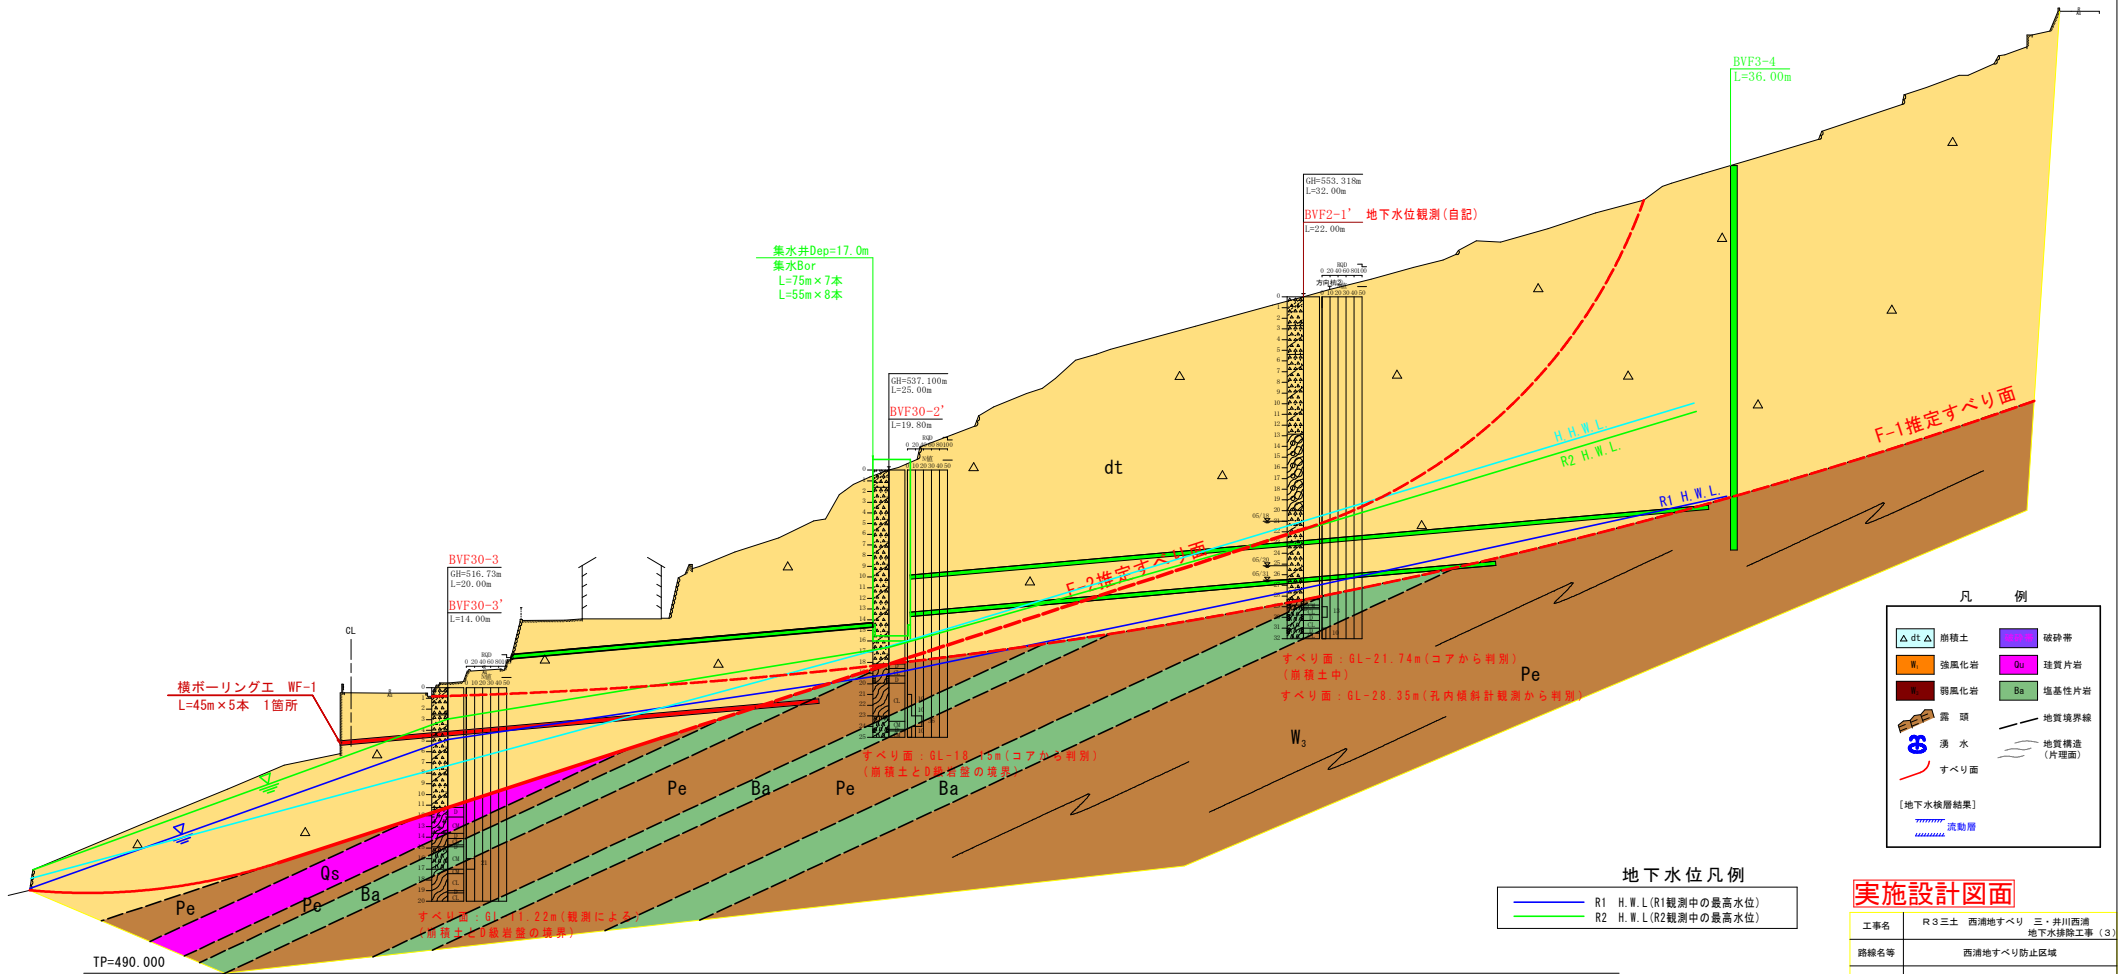 BVF3-4
L=36.00m
GH=553.318m
L=32.00m
BVF2-1' 地下水位観測(自記)
L=22.00m
集水井Dep=17.0m
集水Bor
L=75m×7本
L=55m×8本
GH=537.100m
L=25.00m
BVF30-2'
L=19.80m
BVF30-3
GH=516.73m
L=20.00m
BVF30-3'
L=14.00m
CL
横ボーリング工 WF-1
L=45m×5本 1箇所
dt
H.H.W.L.
R2 H.W.L.
R1 H.W.L.
F-1推定すべり面
F-2推定すべり面
05/18
05/20
05/31
すべり面：GL-21.74m(コアから判別)
(崩積土中)
すべり面：GL-28.35m(孔内傾斜計観測から判別)
Pe
W3
すべり面：GL-18.15m(コアから判別)
(崩積土とD級岩盤の境界)
Pe
Ba
Pe
Ba
Qs
Ba
Pe
Pe
すべり面：GL-11.22m(観測による)
(崩積土とD級岩盤の境界)
TP=490.000
凡 例
dt 崩積土
破砕帯
強風化岩
Qu 珪質片岩
弱風化岩
Ba 塩基性片岩
露 頭
地質境界線
湧 水
地質構造
(片理面)
すべり面
[地下水検層結果]
流動層
地下水位凡例
R1 H.W.L(R1観測中の最高水位)
R2 H.W.L(R2観測中の最高水位)
実施設計図面
工事名 R3三土 西浦地すべり 三・井川西浦
地下水排除工事(3)
路線名等 西浦地すべり防止区域